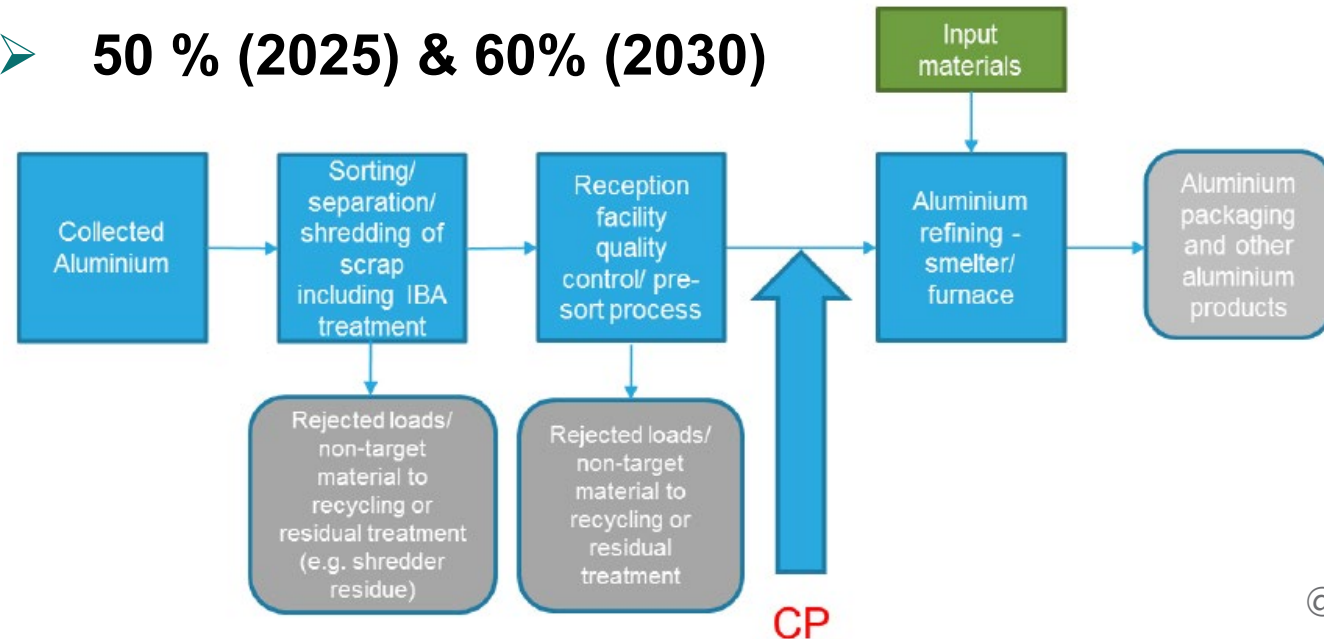 ➢ 50 % (2025) & 60% (2030)
Input
materials
Collected
Aluminium
Sorting/
separation/
shredding of
scrap
including IBA
treatment
Reception
facility
quality
control/ pre-
sort process
Aluminium
refining -
smelter/
furnace
Aluminium
packaging
and other
aluminium
products
Rejected loads/
non-target
material to
recycling or
residual treatment
(e.g. shredder
residue)
Rejected loads/
non-target
material to
recycling or
residual
treatment
CP